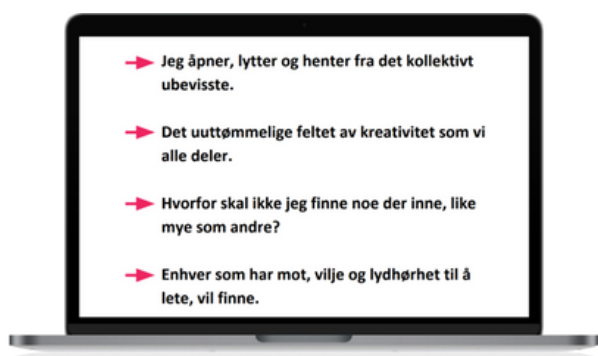 Jeg åpner, lytter og henter fra det kollektivt
ubevisste.
Det uuttømmelige feltet av kreativitet som vi
alle deler.
Hvorfor skal ikke jeg finne noe der inne, like
mye som andre?
Enhver som har mot, vilje og lydhørhet til å
lete, vil finne.